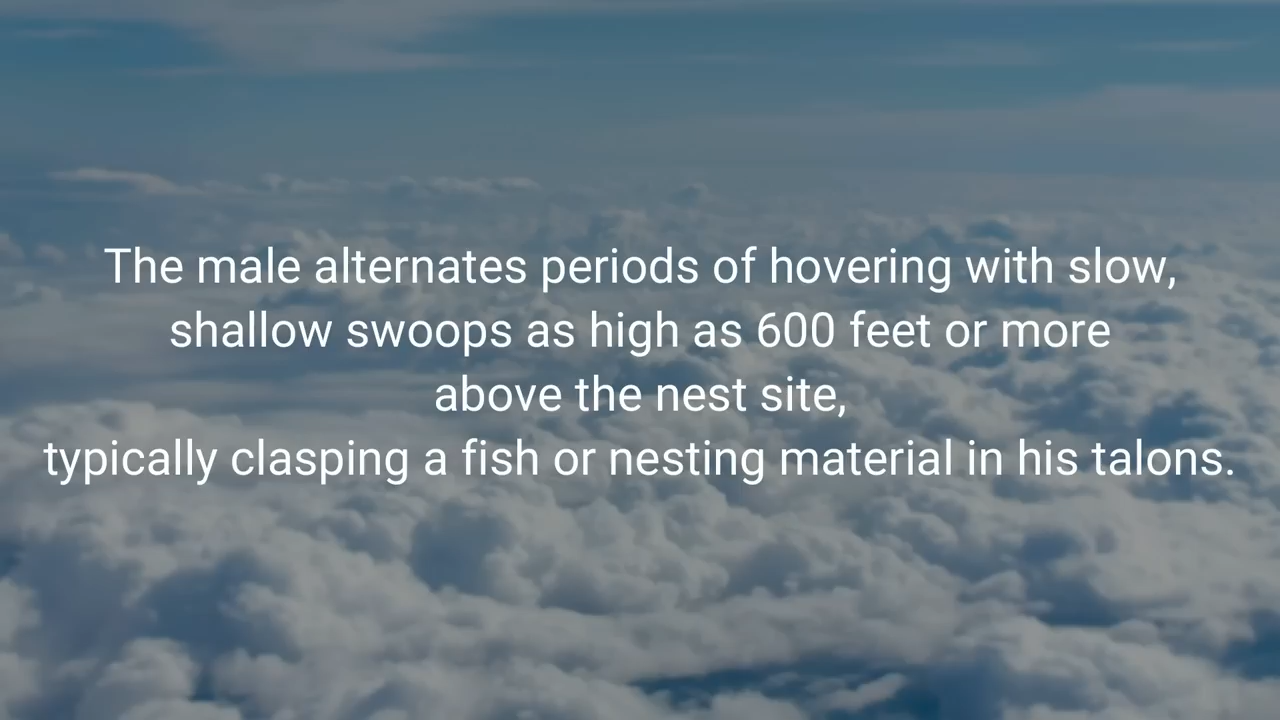 The male alternates periods of hovering with slow,
shallow swoops as high as 600 feet or more
above the nest site,
typically clasping a fish or nesting material in his talons.